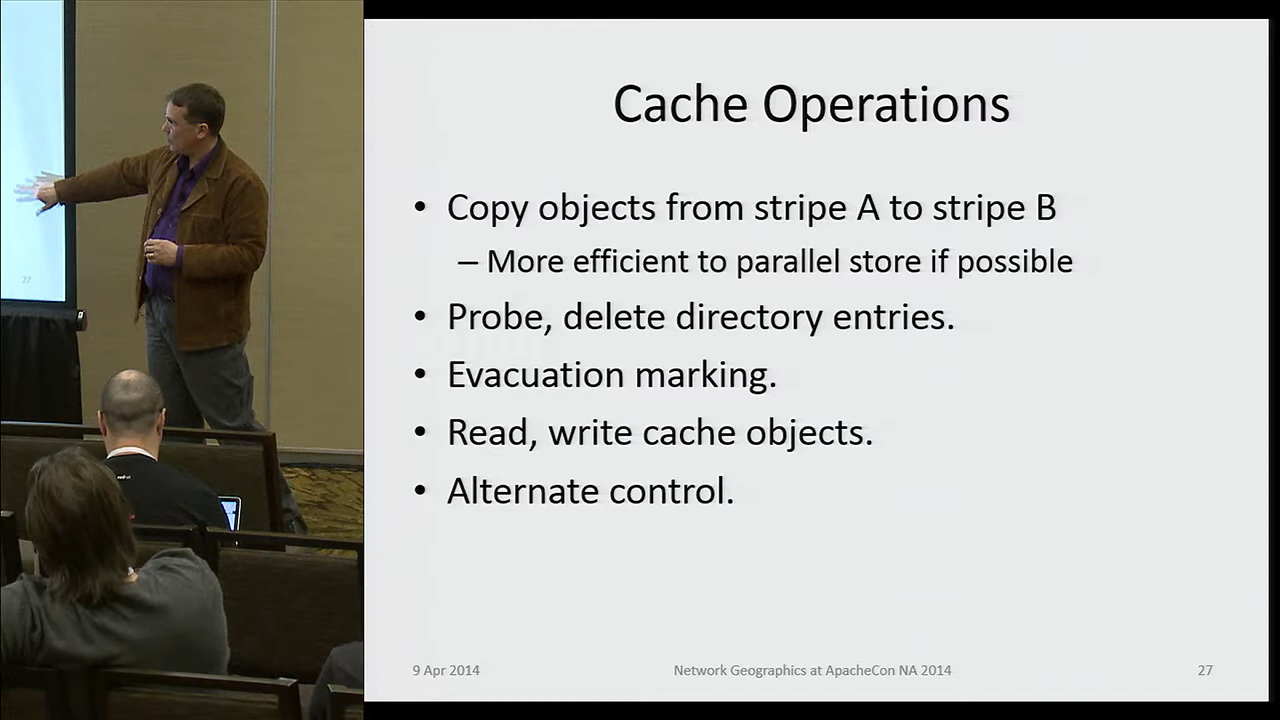 Cache Operations
• Copy objects from stripe A to stripe B
– More efficient to parallel store if possible
• Probe, delete directory entries.
• Evacuation marking.
• Read, write cache objects.
• Alternate control.
9 Apr 2014
Network Geographics at ApacheCon NA 2014
27
27